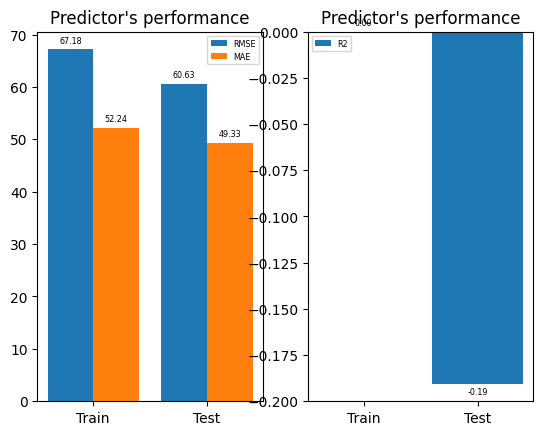 Predictor's performance
70
60
50
40
30
20
10
0
67.18
52.24
60.63
49.33
RMSE
MAE
Train
Test
Predictor's performance
0.000
−0.025
−0.050
−0.075
−0.100
−0.125
−0.150
−0.175
−0.200
0.00
R2
-0.19
Train
Test